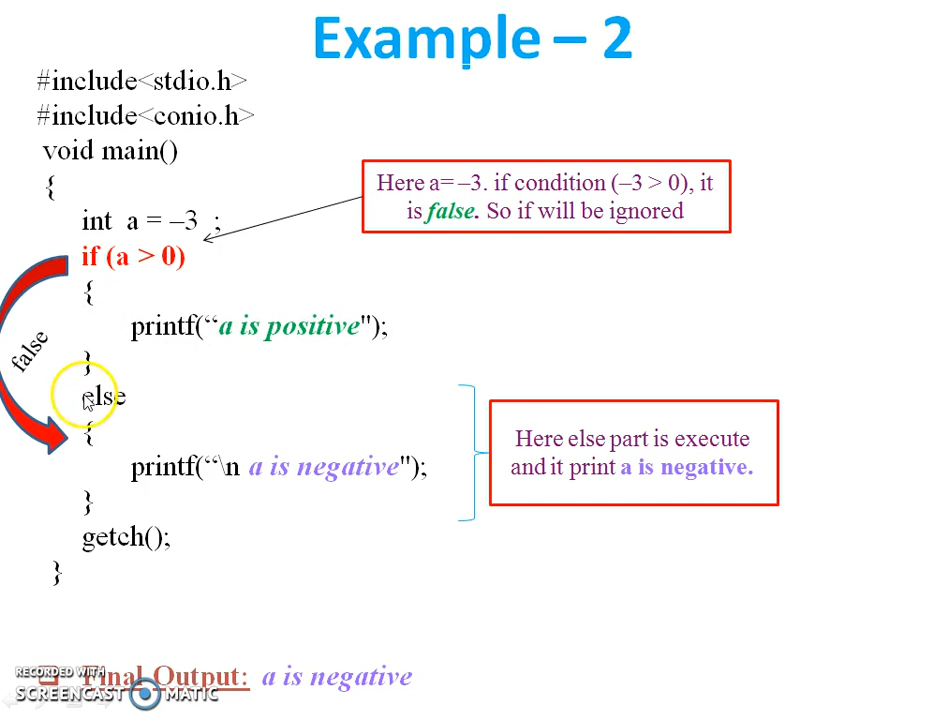 Example – 2
#include<stdio.h>
#include<conio.h>
void main()
{
int a = –3 ;
if (a > 0)
{
printf(“a is positive");
}
else
{
printf(“\n a is negative");
}
getch();
}
Here a= –3. if condition (–3 > 0), it
is false. So if will be ignored
false
Here else part is execute
and it print a is negative.
Final Output: a is negative
RECORDED WITH
SCREENCAST MATIC